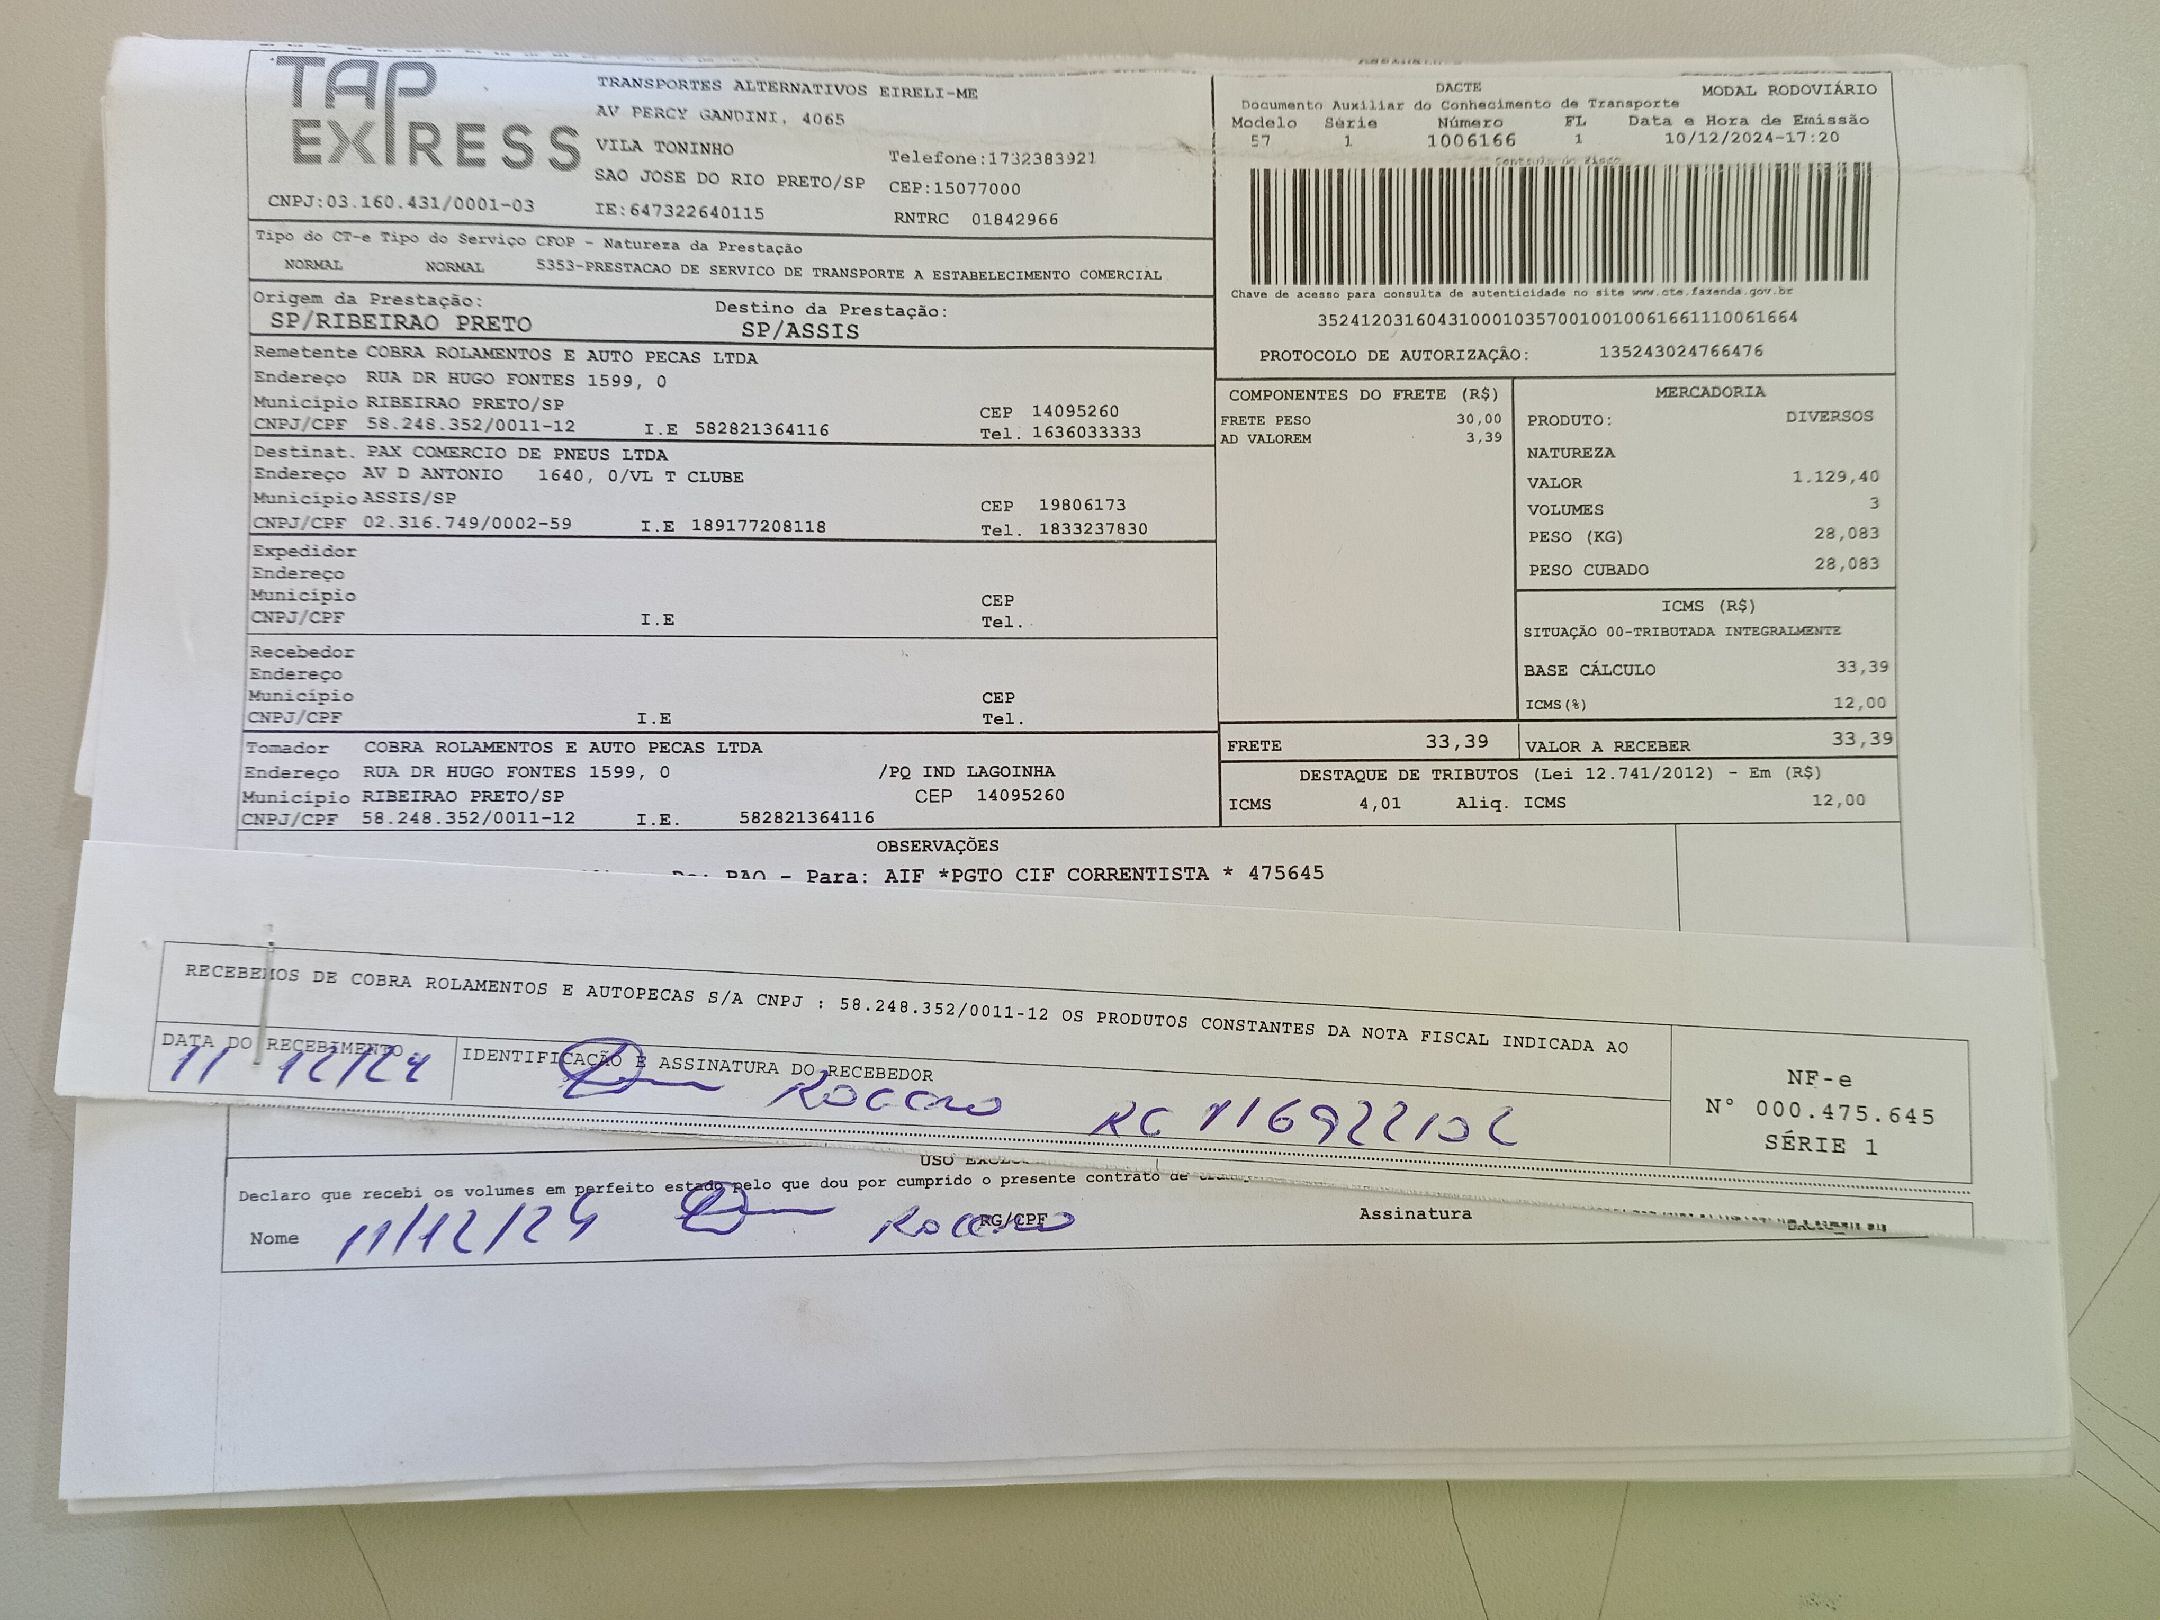 TAP
EXPRESS
CNPJ:03.160.431/0001-03
TRANSPORTES ALTERNATIVOS EIRELI-ME
AV PERCY GANDINI, 4065
VILA TONINHO
Telefone:1732383921
SAO JOSE DO RIO PRETO/SP CEP:15077000
IE:647322640115 RNTRC 01842966
DACTE MODAL RODOVIÁRIO
Documento Auxiliar do Conhecimento de Transporte
Modelo Série Número FL Data e Hora de Emissão
57 1 1006166 1 10/12/2024-17:20
Controle do Fisco
Chave de acesso para consulta de autenticidade no site www.cte.fazenda.gov.br
35241203160431000103570010010061661110061664
PROTOCOLO DE AUTORIZAÇÃO: 135243024766476
Tipo do CT-e Tipo do Serviço CFOP - Natureza da Prestação
NORMAL NORMAL 5353-PRESTACAO DE SERVICO DE TRANSPORTE A ESTABELECIMENTO COMERCIAL
Origem da Prestação: Destino da Prestação:
SP/RIBEIRAO PRETO SP/ASSIS
Remetente COBRA ROLAMENTOS E AUTO PECAS LTDA
Endereço RUA DR HUGO FONTES 1599, 0
Município RIBEIRAO PRETO/SP CEP 14095260
CNPJ/CPF 58.248.352/0011-12 I.E 582821364116 Tel. 1636033333
Destinat. PAX COMERCIO DE PNEUS LTDA
Endereço AV D ANTONIO 1640, 0/VL T CLUBE
Município ASSIS/SP CEP 19806173
CNPJ/CPF 02.316.749/0002-59 I.E 189177208118 Tel. 1833237830
Expedidor
Endereço
Município CEP
CNPJ/CPF I.E Tel.
Recebedor
Endereço
Município CEP
CNPJ/CPF I.E Tel.
Tomador COBRA ROLAMENTOS E AUTO PECAS LTDA
Endereço RUA DR HUGO FONTES 1599, 0 /PQ IND LAGOINHA
Município RIBEIRAO PRETO/SP CEP 14095260
CNPJ/CPF 58.248.352/0011-12 I.E. 582821364116
COMPONENTES DO FRETE (R$)
FRETE PESO 30,00
AD VALOREM 3,39
MERCADORIA
PRODUTO: DIVERSOS
NATUREZA
VALOR 1.129,40
VOLUMES 3
PESO (KG) 28,083
PESO CUBADO 28,083
ICMS (R$)
SITUAÇÃO 00-TRIBUTADA INTEGRALMENTE
BASE CÁLCULO 33,39
ICMS(%) 12,00
FRETE 33,39 VALOR A RECEBER 33,39
DESTAQUE DE TRIBUTOS (Lei 12.741/2012) - Em (R$)
ICMS 4,01 Aliq. ICMS 12,00
OBSERVAÇÕES
De: RAO - Para: AIF *PGTO CIF CORRENTISTA * 475645
RECEBEMOS DE COBRA ROLAMENTOS E AUTOPECAS S/A CNPJ : 58.248.352/0011-12 OS PRODUTOS CONSTANTES DA NOTA FISCAL INDICADA AO
DATA DO RECEBIMENTO IDENTIFICAÇÃO E ASSINATURA DO RECEBEDOR
11 12/24
NF-e
N° 000.475.645
SÉRIE 1
USO
Declaro que recebi os volumes em perfeito estado pelo que dou por cumprido o presente contrato de
Nome 11/12/24 RG/CPF Assinatura